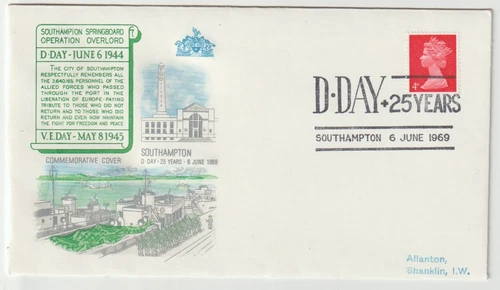 SOUTHAMPTON SPRINGBOARD
OPERATION OVERLORD
D-DAY-JUNE 6 1944
THE CITY OF SOUTHAMPTON
RESPECTFULLY REMEMBERS ALL
THE 3,640,165 PERSONNEL OF THE
ALLIED FORCES WHO PASSED
THROUGH THE PORT IN THE
LIBERATION OF EUROPE · PAYING
TRIBUTE TO THOSE WHO DID NOT
RETURN AND TO THOSE WHO DID
RETURN AND EVEN NOW MAINTAIN
THE FIGHT FOR FREEDOM AND PEACE
V.E. DAY-MAY 8 1945
COMMEMORATIVE COVER
SOUTHAMPTON
D DAY · 25 YEARS · 6 JUNE 1969
4d
D·DAY+25 YEARS
SOUTHAMPTON 6 JUNE 1969
Allanton,
Shanklin, I.W.